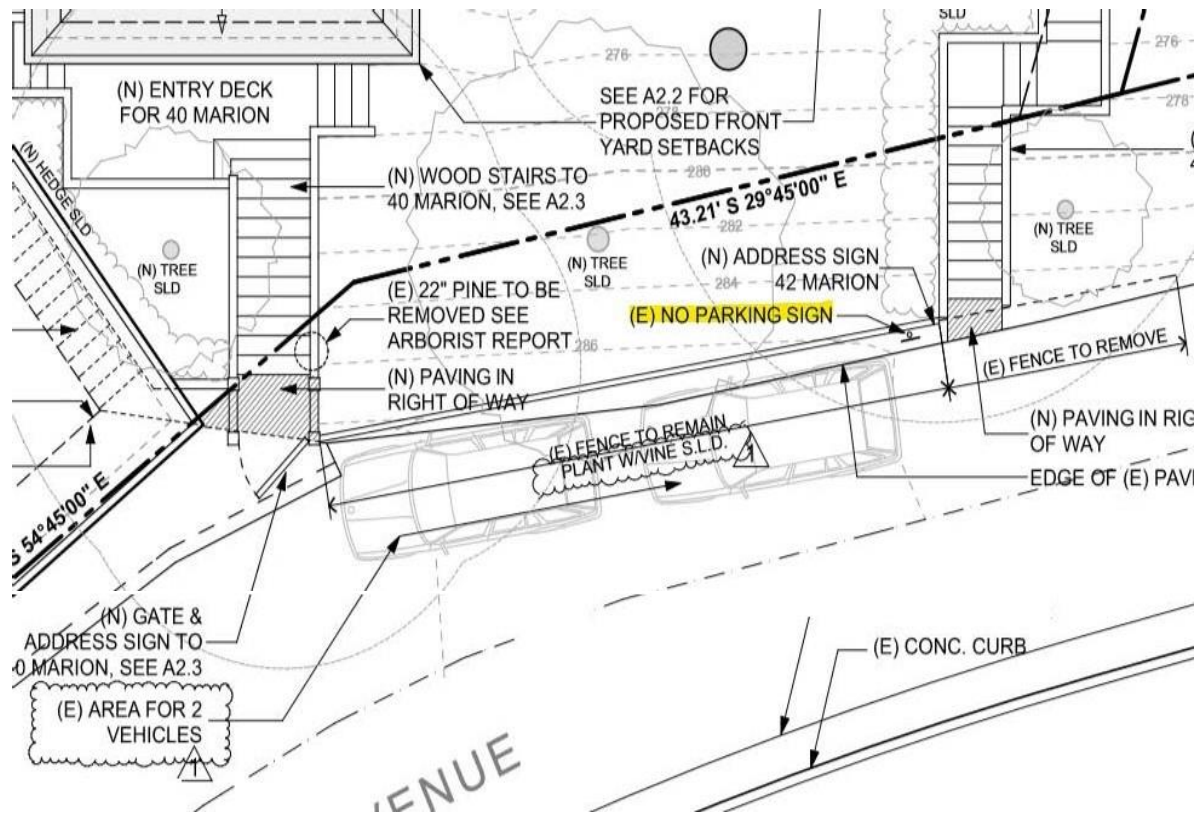 SLD
276
276
278
278
(N) ENTRY DECK
FOR 40 MARION
SEE A2.2 FOR
PROPOSED FRONT
YARD SETBACKS
(N) HEDGE SLD
(N) WOOD STAIRS TO
40 MARION, SEE A2.3
280
43.21' S 29°45'00" E
282
(N) TREE
SLD
(N) TREE
SLD
(N) TREE
SLD
(N) ADDRESS SIGN
42 MARION
284
(E) 22" PINE TO BE
REMOVED SEE
ARBORIST REPORT
286
(E) NO PARKING SIGN
(E) FENCE TO REMOVE
(N) PAVING IN
RIGHT OF WAY
(E) FENCE TO REMAIN
PLANT W/VINE S.L.D.
1
(N) PAVING IN RIG
OF WAY
EDGE OF (E) PAVI
S 54°45'00" E
(N) GATE &
ADDRESS SIGN TO
0 MARION, SEE A2.3
(E) AREA FOR 2
VEHICLES
1
(E) CONC. CURB
VENUE